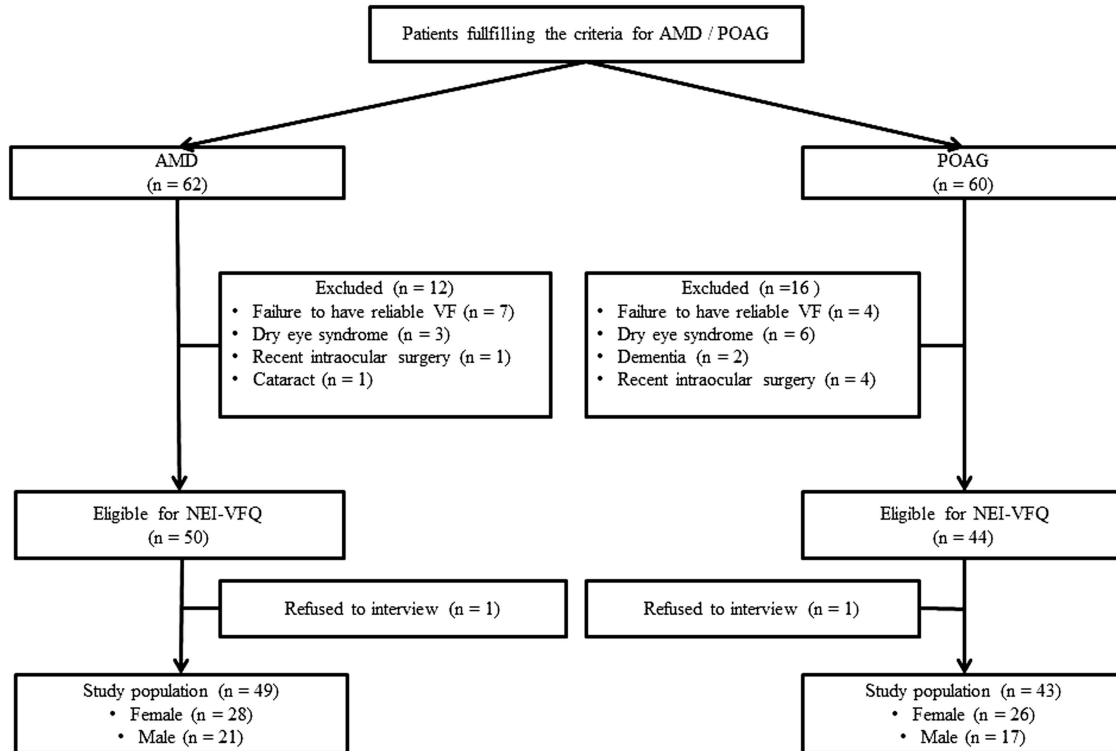 Patients fullfilling the criteria for AMD / POAG
AMD
(n = 62)
POAG
(n = 60)
Excluded (n = 12)
• Failure to have reliable VF (n = 7)
• Dry eye syndrome (n = 3)
• Recent intraocular surgery (n = 1)
• Cataract (n = 1)
Excluded (n =16 )
• Failure to have reliable VF (n = 4)
• Dry eye syndrome (n = 6)
• Dementia (n = 2)
• Recent intraocular surgery (n = 4)
Eligible for NEI-VFQ
(n = 50)
Eligible for NEI-VFQ
(n = 44)
Refused to interview (n = 1)
Refused to interview (n = 1)
Study population (n = 49)
• Female (n = 28)
• Male (n = 21)
Study population (n = 43)
• Female (n = 26)
• Male (n = 17)